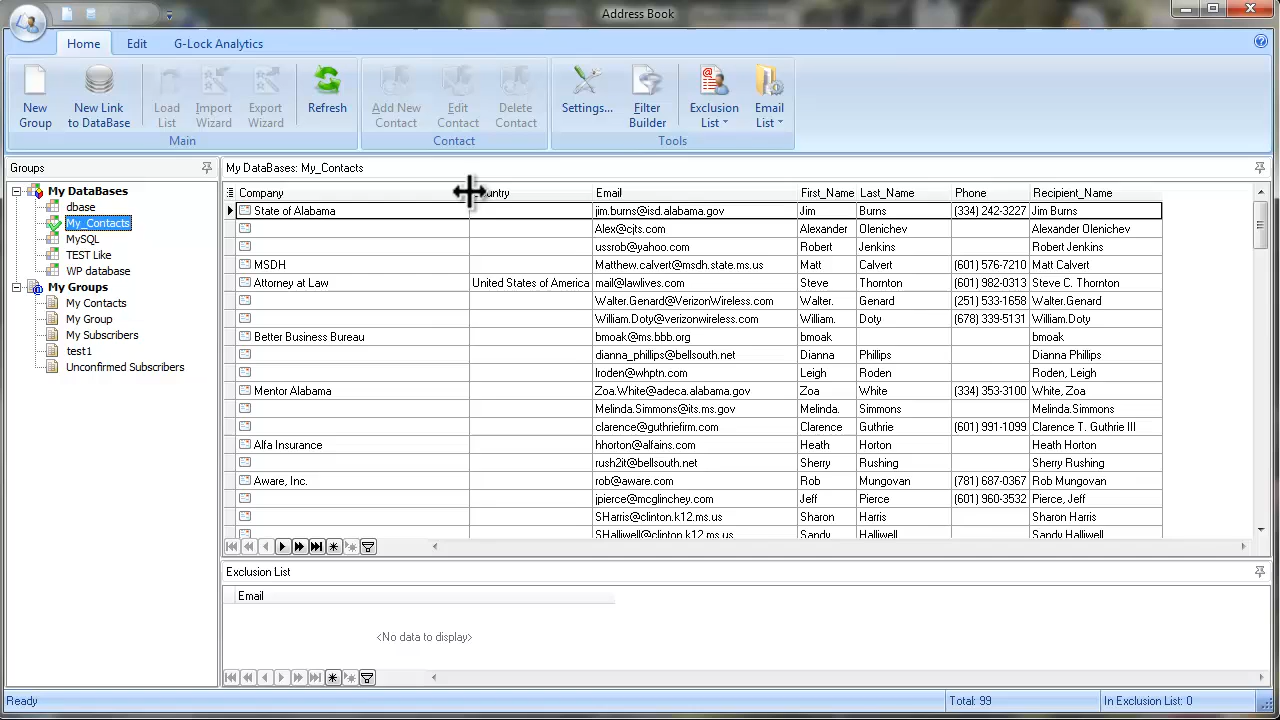 Address Book
Home Edit G-Lock Analytics
New Group
New Link to DataBase
Load List
Import Wizard
Export Wizard
Refresh
Add New Contact
Edit Contact
Delete Contact
Settings...
Filter Builder
Exclusion List
Email List
Main Contact Tools
Groups
My DataBases
dbase
My_Contacts
MySQL
TEST Like
WP database
My Groups
My Contacts
My Group
My Subscribers
test1
Unconfirmed Subscribers
My DataBases: My_Contacts
Company Email First_Name Last_Name Phone Recipient_Name
State of Alabama jim.burns@isd.alabama.gov Jim Burns (334) 242-3227 Jim Burns
Alex@cjts.com Alexander Olenichev Alexander Olenichev
ussrob@yahoo.com Robert Jenkins Robert Jenkins
MSDH Matthew.calvert@msdh.state.ms.us Matt Calvert (601) 576-7210 Matt Calvert
Attorney at Law United States of America mail@lawlives.com Steve Thornton (601) 982-0313 Steve C. Thornton
Walter.Genard@VerizonWireless.com Walter. Genard (251) 533-1658 Walter.Genard
William.Doty@verizonwireless.com William. Doty (678) 339-5131 William.Doty
Better Business Bureau bmoak@ms.bbb.org bmoak bmoak
dianna_phillips@bellsouth.net Dianna Phillips Dianna Phillips
lroden@whptn.com Leigh Roden Roden, Leigh
Mentor Alabama Zoa.White@adeca.alabama.gov Zoa White (334) 353-3100 White, Zoa
Melinda.Simmons@its.ms.gov Melinda. Simmons Melinda.Simmons
clarence@guthriefirm.com Clarence Guthrie (601) 991-1099 Clarence T. Guthrie III
Alfa Insurance hhorton@alfains.com Heath Horton Heath Horton
rush2it@bellsouth.net Sherry Rushing Sherry Rushing
Aware, Inc. rob@aware.com Rob Mungovan (781) 687-0367 Rob Mungovan
jpierce@mcglinchey.com Jeff Pierce (601) 960-3532 Pierce, Jeff
SHarris@clinton.k12.ms.us Sharon Harris Sharon Harris
SHalliwell@clinton.k12.ms.us Sandy Halliwell Sandy Halliwell
Exclusion List
Email
<No data to display>
Ready Total: 99 In Exclusion List: 0